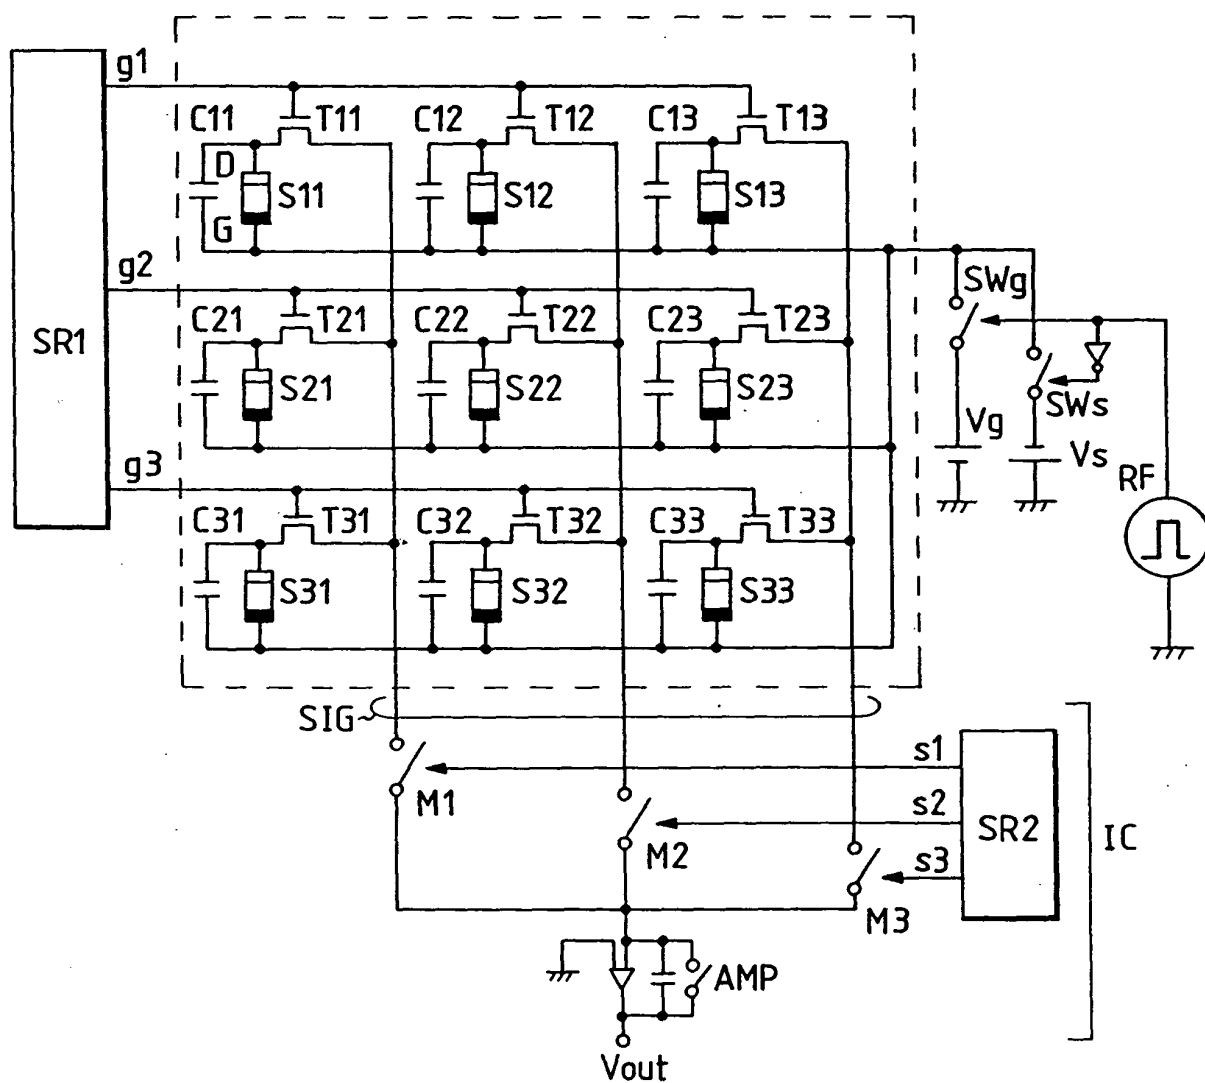 g1
C11 T11 C12 T12 C13 T13
D
S11 S12 S13
G
g2
SWg
C21 T21 C22 T22 C23 T23
SR1
S21 S22 S23
SWs
Vg
Vs
g3
RF
C31 T31 C32 T32 C33 T33
S31 S32 S33
SIG
s1
M1
s2
SR2
IC
M2
s3
M3
AMP
Vout